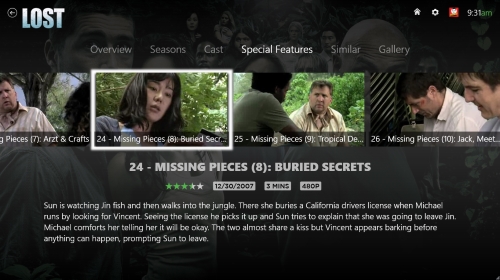 LOST
9:31am
Overview Seasons Cast Special Features Similar Gallery
g Pieces (7): Arzt & Crafts
24 - Missing Pieces (8): Buried Secr...
25 - Missing Pieces (9): Tropical De...
26 - Missing Pieces (10): Jack, Meet...
24 - MISSING PIECES (8): BURIED SECRETS
12/30/2007 3 MINS 480P
Sun is watching Jin fish and then walks into the jungle. There she buries a California drivers license when Michael
runs by looking for Vincent. Seeing the license he picks it up and Sun tries to explain that she was going to leave Jin.
Michael comforts her telling her it will be okay. The two almost share a kiss but Vincent appears barking before
anything can happen, prompting Sun to leave.